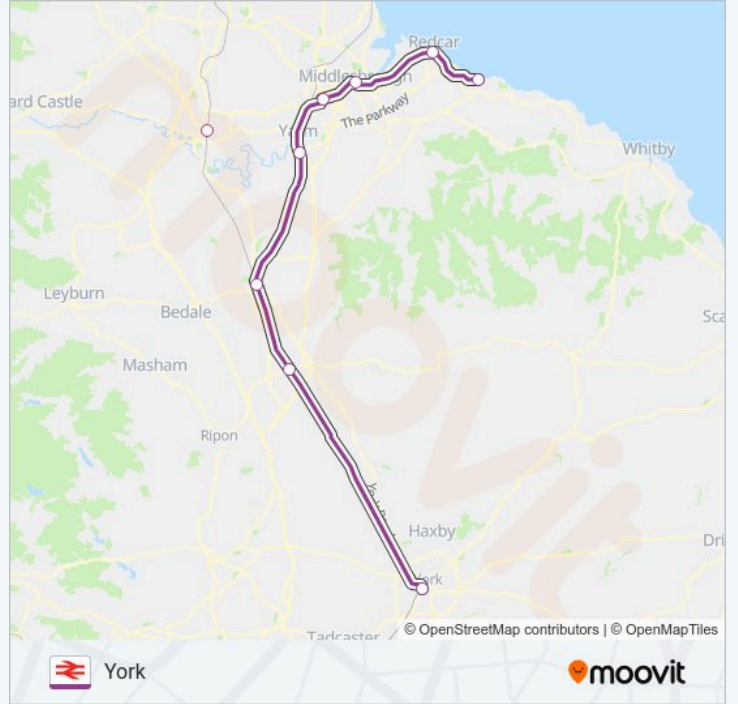 Redcar
Middlesbrough
ard Castle
The Parkway
Yarm
Whitby
Leyburn
Bedale
Sca
Masham
Ripon
Haxby
Dri
York
Tadcaster
© OpenStreetMap contributors | © OpenMapTiles
York
moovit
moovit